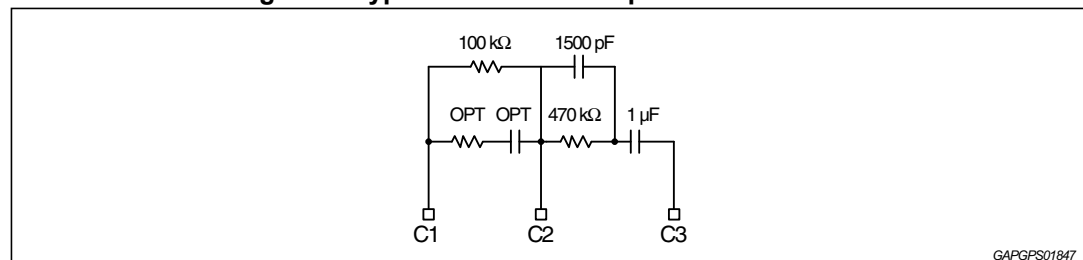 100 kΩ 1500 pF
OPT OPT 470 kΩ 1 µF
C1 C2 C3
GAPGPS01847